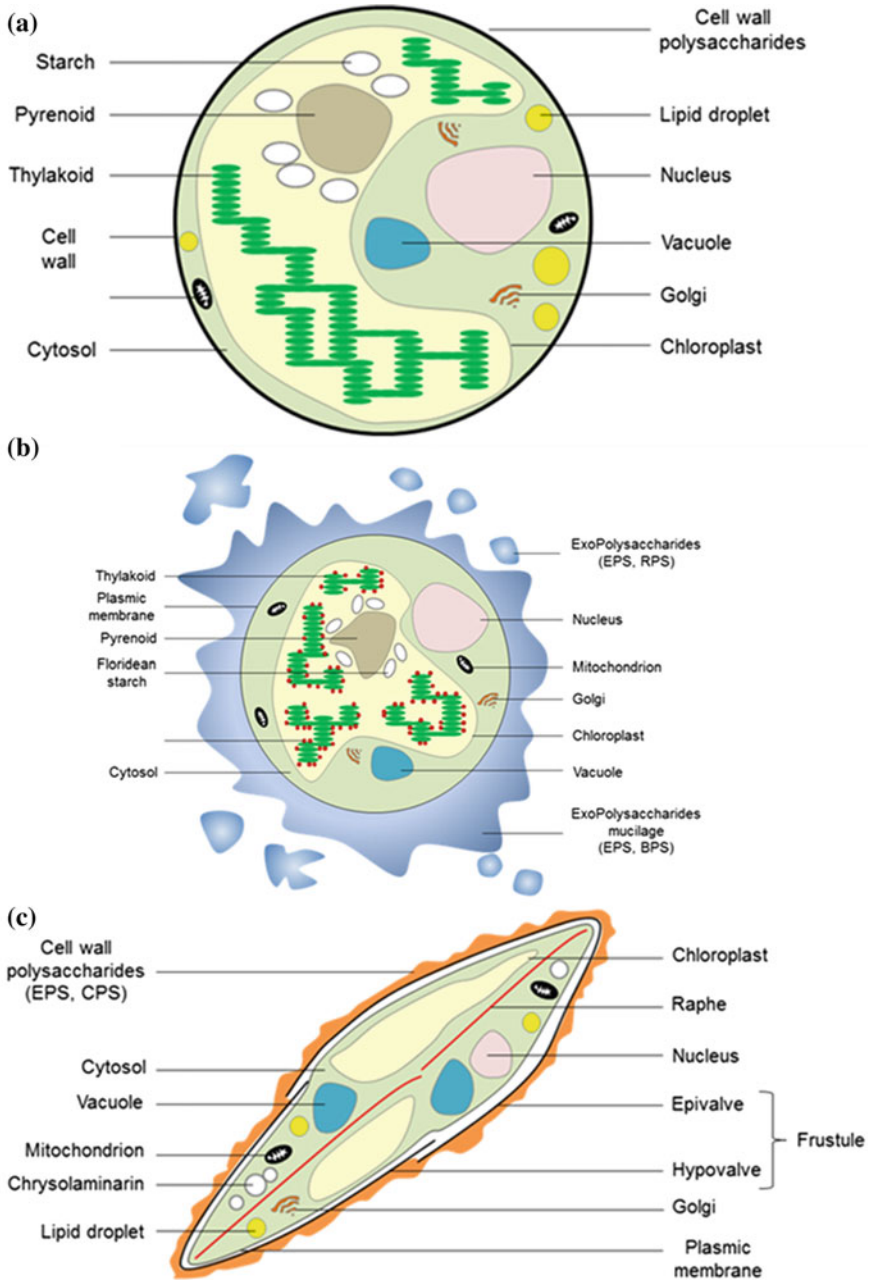 (a)
Starch
Pyrenoid
Thylakoid
Cell
wall
Cytosol
Cell wall
polysaccharides
Lipid droplet
Nucleus
Vacuole
Golgi
Chloroplast
(b)
Thylakoid
Plasmic
membrane
Pyrenoid
Floridean
starch
Cytosol
ExoPolysaccharides
(EPS, RPS)
Nucleus
Mitochondrion
Golgi
Chloroplast
Vacuole
ExoPolysaccharides
mucilage
(EPS, BPS)
(c)
Cell wall
polysaccharides
(EPS, CPS)
Cytosol
Vacuole
Mitochondrion
Chrysolaminarin
Lipid droplet
Chloroplast
Raphe
Nucleus
Epivalve
Frustule
Hypovalve
Golgi
Plasmic
membrane